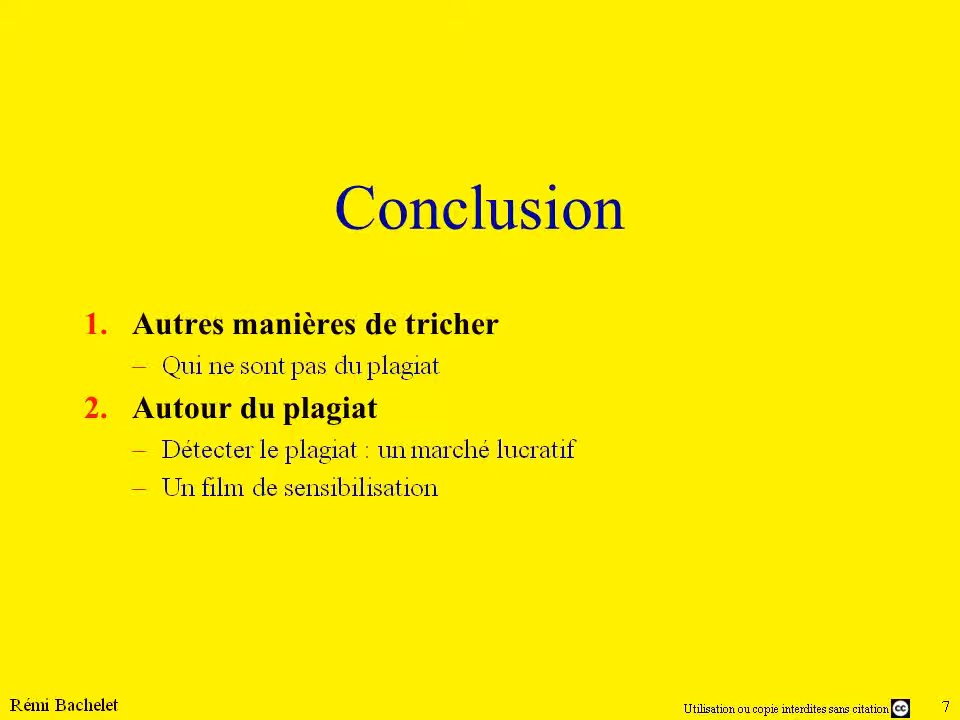 Conclusion
1. Autres manières de tricher
– Qui ne sont pas du plagiat
2. Autour du plagiat
– Détecter le plagiat : un marché lucratif
– Un film de sensibilisation
Rémi Bachelet
Utilisation ou copie interdites sans citation cc 7